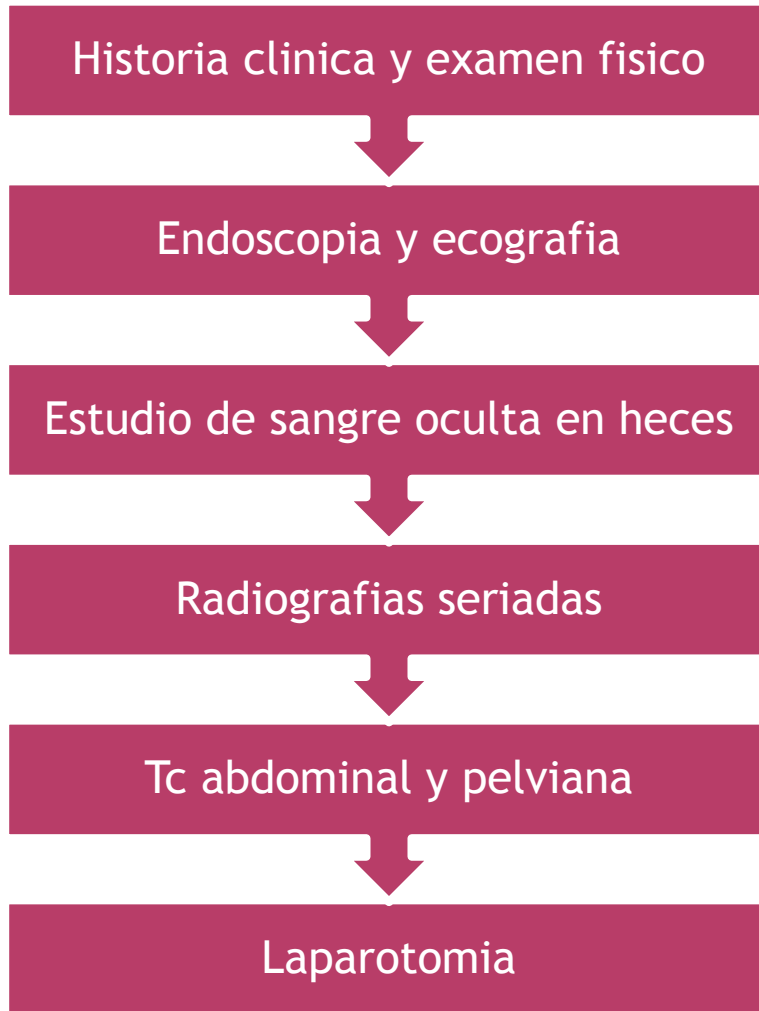 Historia clinica y examen fisico
Endoscopia y ecografia
Estudio de sangre oculta en heces
Radiografias seriadas
Tc abdominal y pelviana
Laparotomia